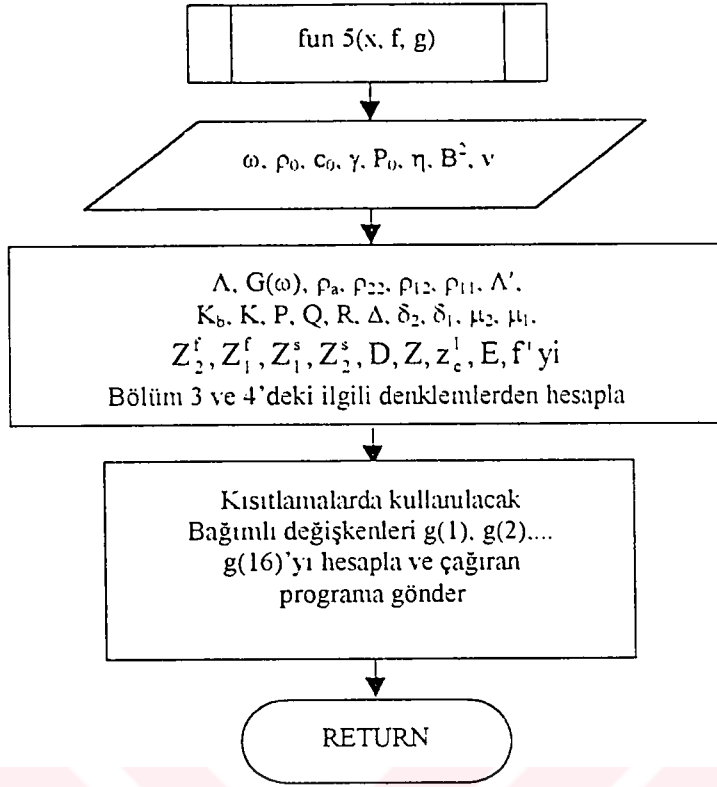 fun 5(x, f, g)
ω, ρ₀, c₀, γ, P₀, η, B², ν
Λ, G(ω), ρₐ, ρ₂₂, ρ₁₂, ρ₁₁, Λ′,
K_b, K, P, Q, R, Δ, δ₂, δ₁, μ₂, μ₁,
Z₂ᶠ, Z₁ᶠ, Z₁ˢ, Z₂ˢ, D, Z, z_c¹, E, f' yi
Bölüm 3 ve 4'deki ilgili denklemlerden hesapla
Kısıtlamalarda kullanılacak
Bağımlı değişkenleri g(1), g(2),...
g(16)'yı hesapla ve çağıran
programa gönder
RETURN